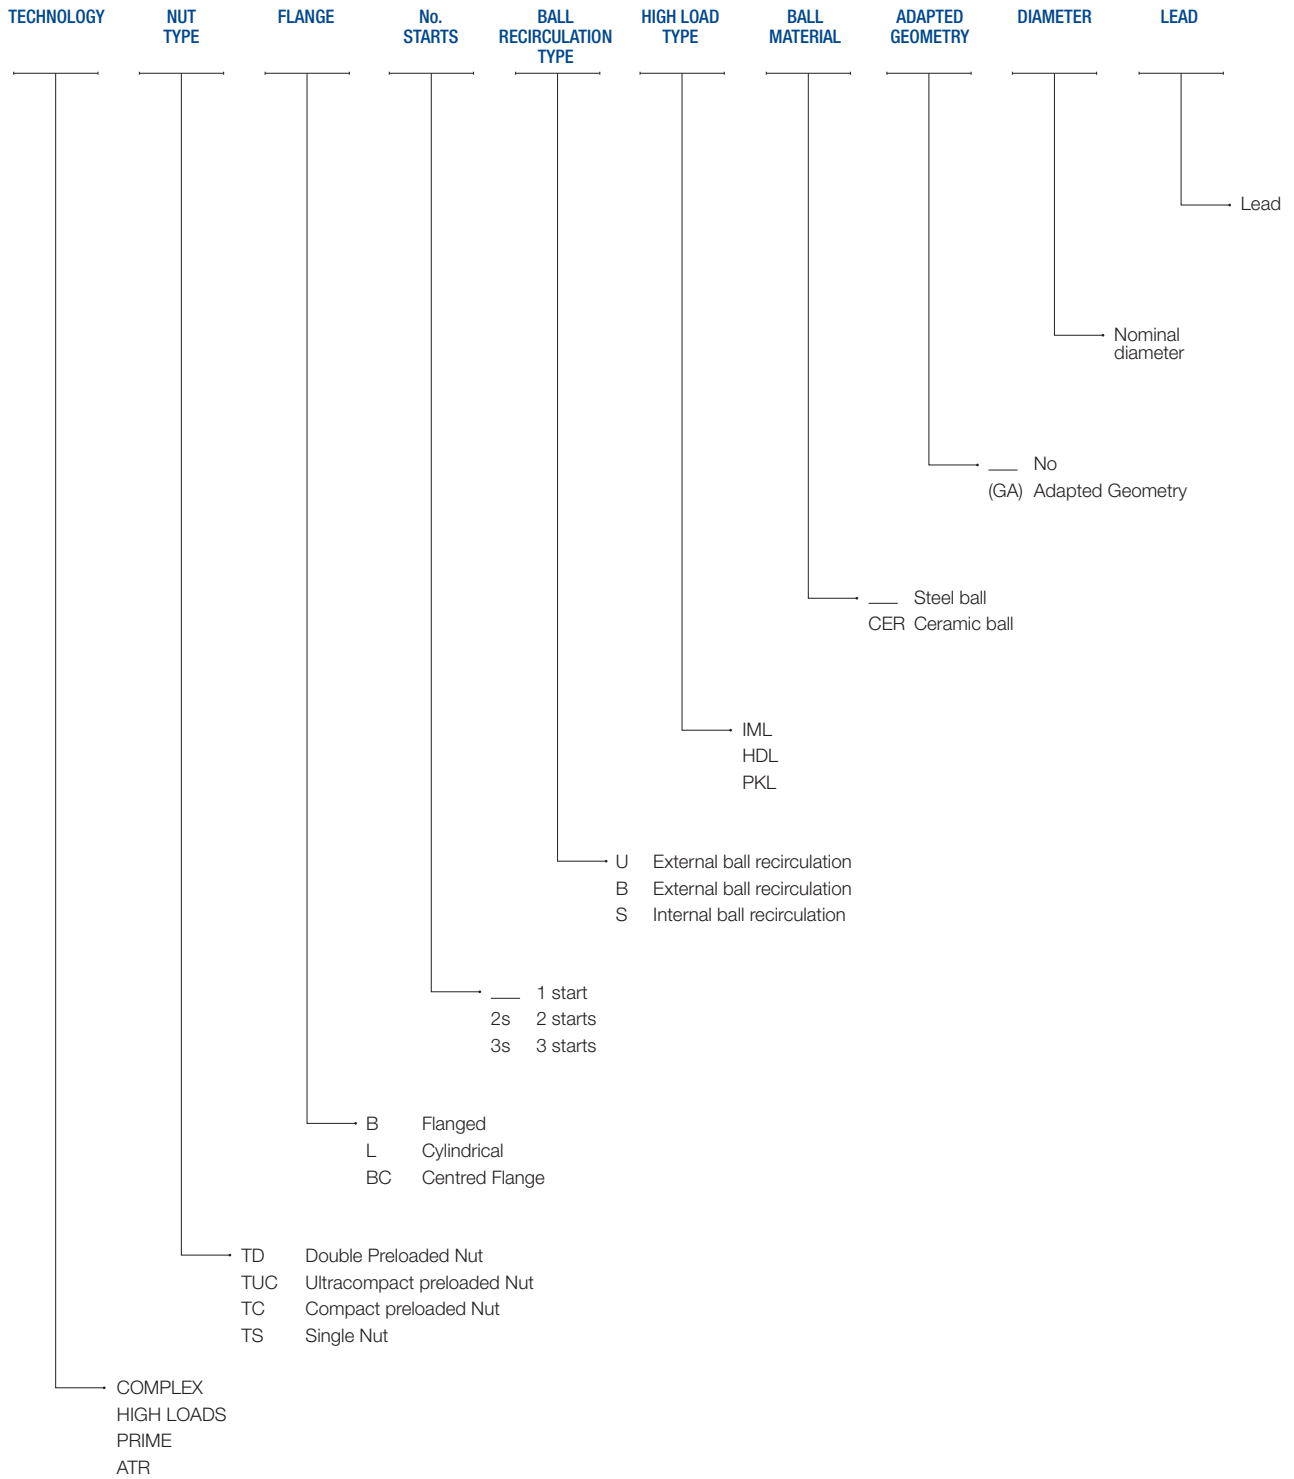 TECHNOLOGY
NUT
TYPE
FLANGE
No.
STARTS
BALL
RECIRCULATION
TYPE
HIGH LOAD
TYPE
BALL
MATERIAL
ADAPTED
GEOMETRY
DIAMETER
LEAD
Lead
Nominal
diameter
___ No
(GA) Adapted Geometry
___ Steel ball
CER Ceramic ball
IML
HDL
PKL
U External ball recirculation
B External ball recirculation
S Internal ball recirculation
___ 1 start
2s 2 starts
3s 3 starts
B Flanged
L Cylindrical
BC Centred Flange
TD Double Preloaded Nut
TUC Ultracompact preloaded Nut
TC Compact preloaded Nut
TS Single Nut
COMPLEX
HIGH LOADS
PRIME
ATR